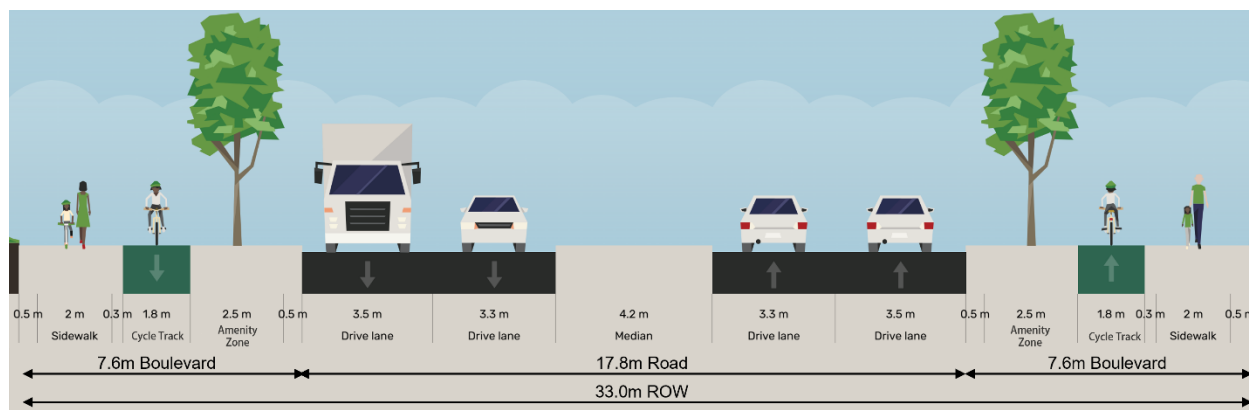 0.5 m 2 m 0.3 m 1.8 m 2.5 m 0.5 m 3.5 m 3.3 m 4.2 m 3.3 m 3.5 m 0.5 m 2.5 m 1.8 m 0.3 m 2 m 0.5 m
Sidewalk Cycle Track Amenity Zone Drive lane Drive lane Median Drive lane Drive lane Amenity Zone Cycle Track Sidewalk
7.6m Boulevard 17.8m Road 7.6m Boulevard
33.0m ROW